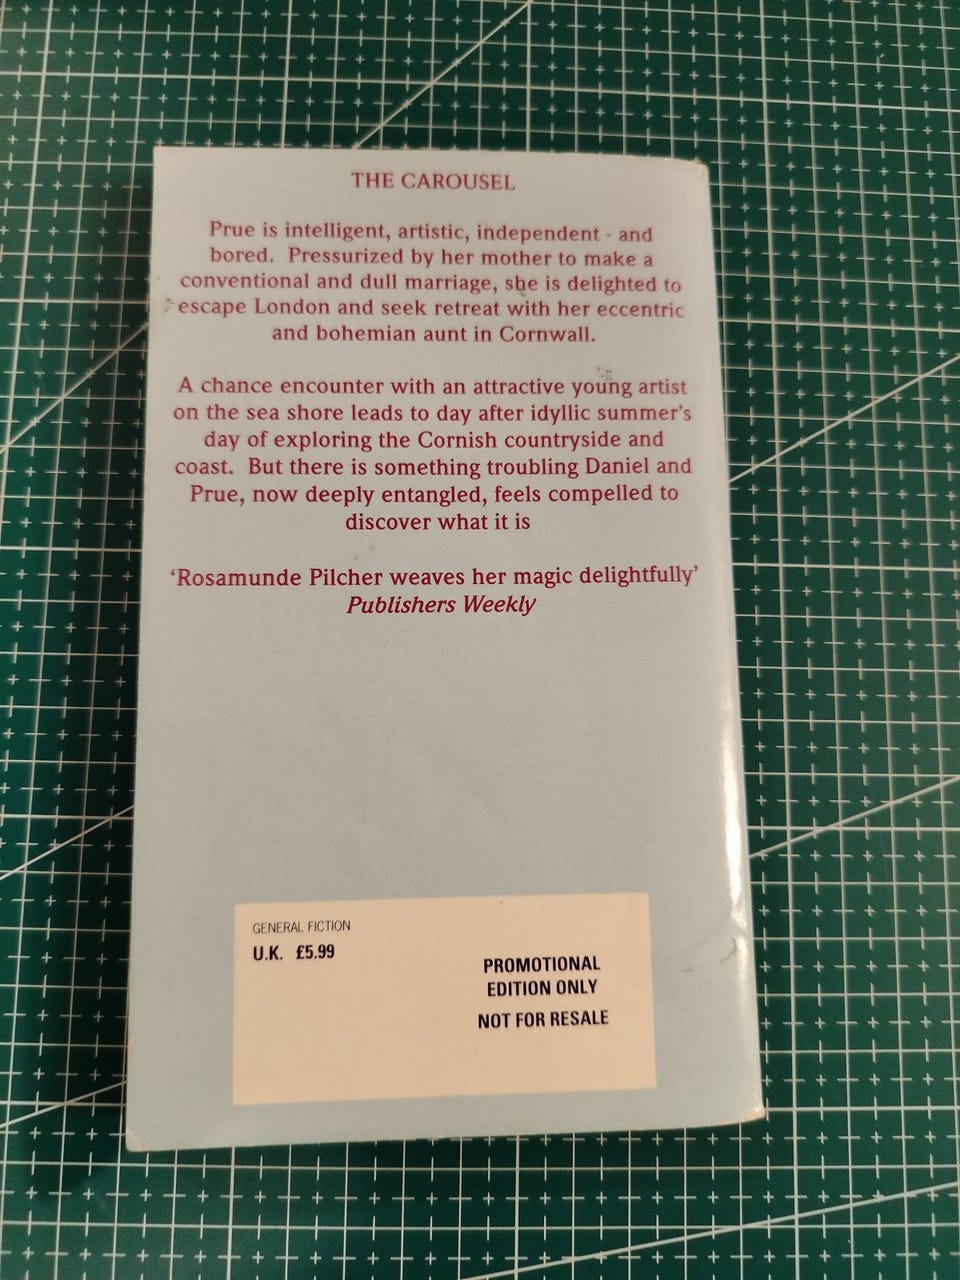 THE CAROUSEL
Prue is intelligent, artistic, independent - and
bored. Pressurized by her mother to make a
conventional and dull marriage, she is delighted to
escape London and seek retreat with her eccentric
and bohemian aunt in Cornwall.
A chance encounter with an attractive young artist
on the sea shore leads to day after idyllic summer's
day of exploring the Cornish countryside and
coast. But there is something troubling Daniel and
Prue, now deeply entangled, feels compelled to
discover what it is
‘Rosamunde Pilcher weaves her magic delightfully’
Publishers Weekly
GENERAL FICTION
U.K. £5.99
PROMOTIONAL
EDITION ONLY
NOT FOR RESALE